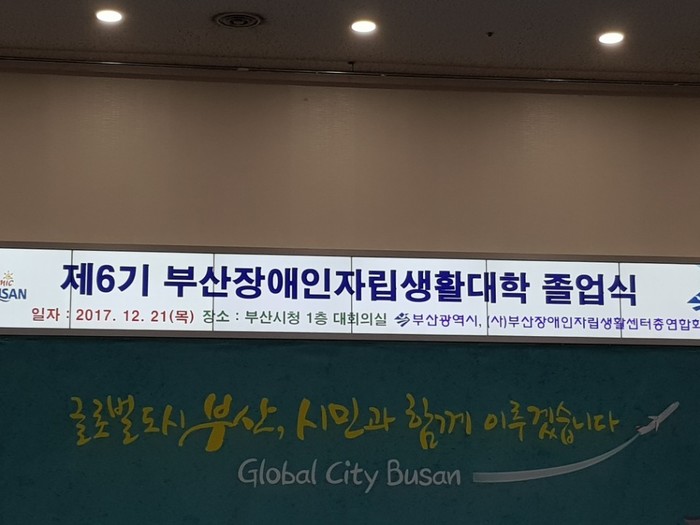 제6기 부산장애인자립생활대학 졸업식
일자 : 2017. 12. 21(목) 장소 : 부산시청 1층 대회의실 부산광역시, (사)부산장애인자립생활센터총연합회
글로벌도시 부산, 시민과 함께 이루겠습니다
Global City Busan